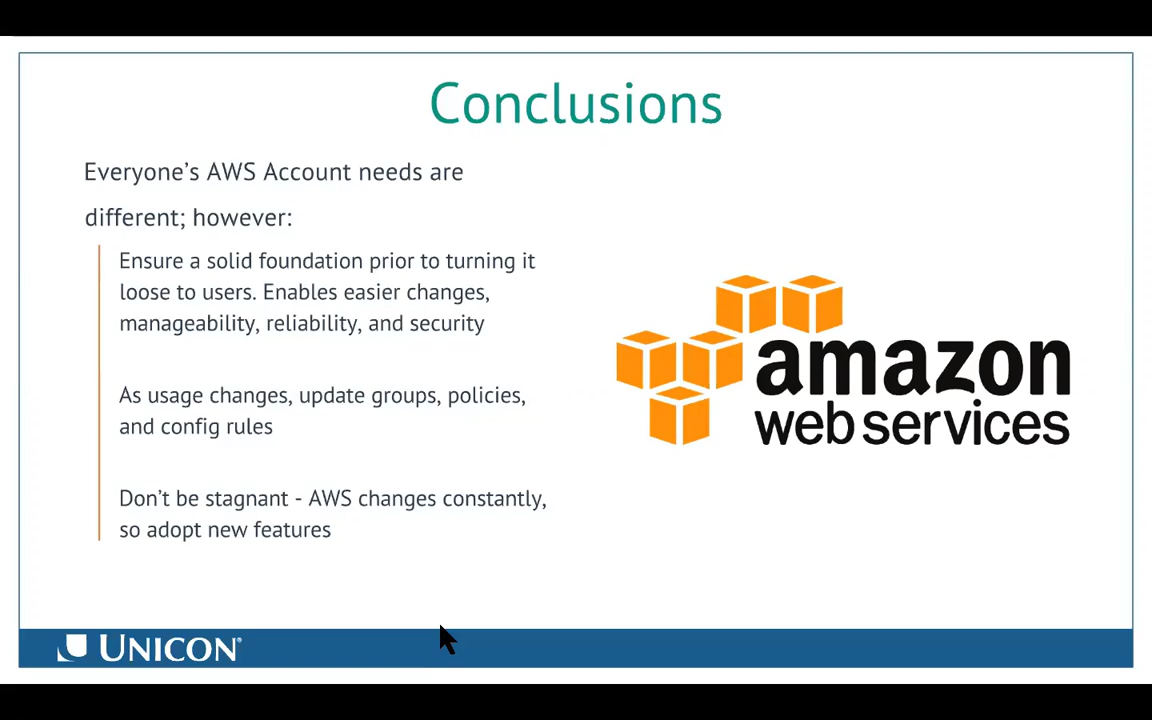 Conclusions
Everyone’s AWS Account needs are
different; however:
Ensure a solid foundation prior to turning it
loose to users. Enables easier changes,
manageability, reliability, and security
As usage changes, update groups, policies,
and config rules
Don’t be stagnant - AWS changes constantly,
so adopt new features
amazon
web services
UNICON®